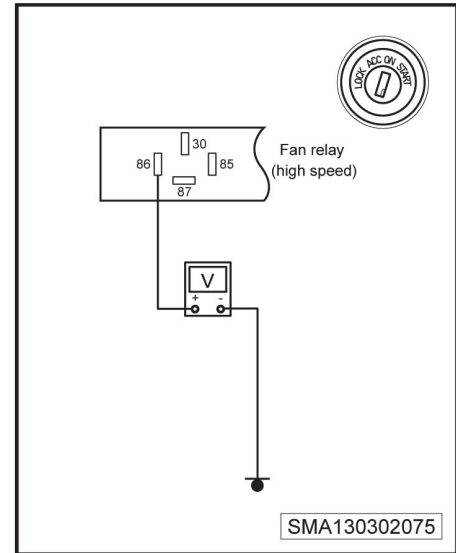 LOCK ACC ON START
30
86
85
87
Fan relay
(high speed)
V
+ -
SMA130302075